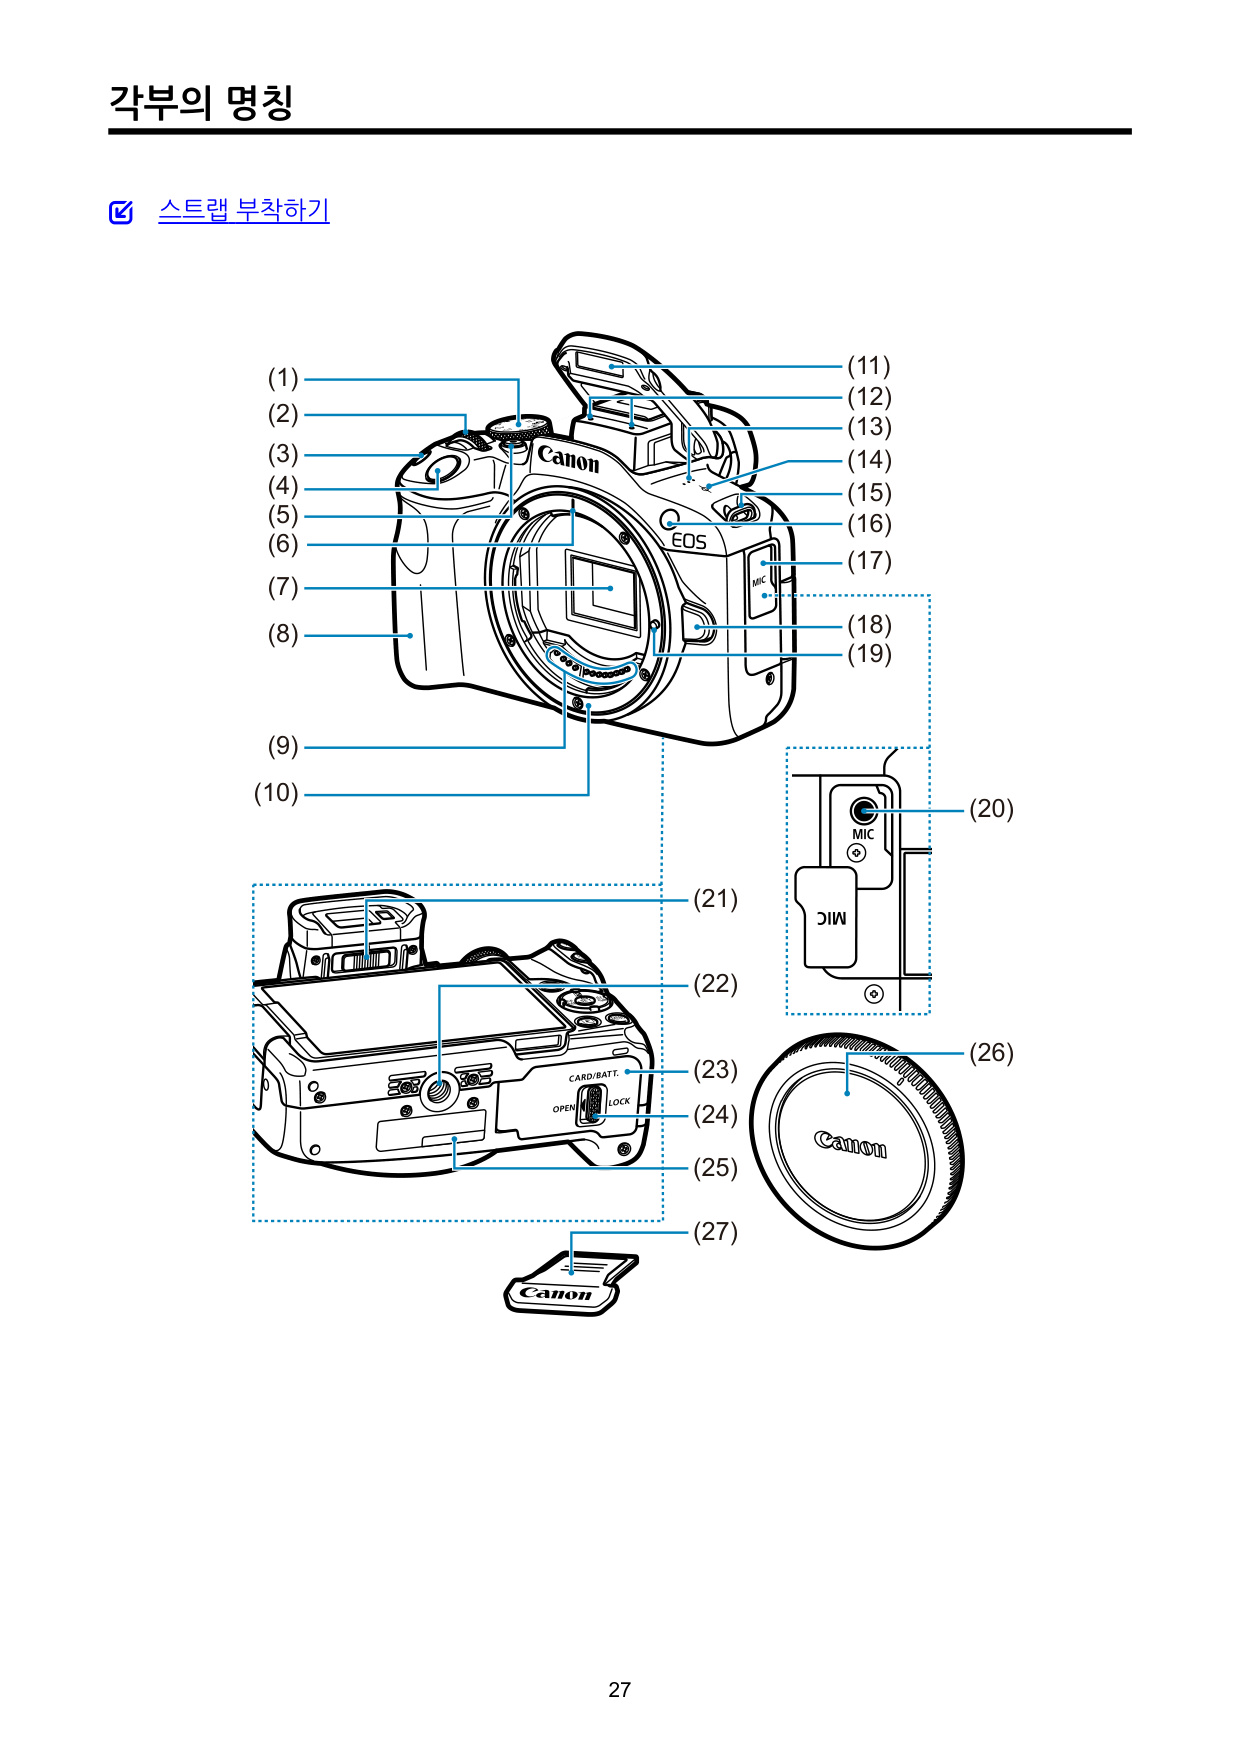 각부의 명칭
스트랩 부착하기
(1)
(2)
(3)
(4)
(5)
(6)
(7)
(8)
(9)
(10)
(11)
(12)
(13)
(14)
(15)
(16)
(17)
(18)
(19)
Canon
EOS
MIC
(20)
MIC
MIC
(21)
(22)
(23)
(24)
(25)
CARD/BATT.
OPEN
LOCK
(26)
Canon
(27)
Canon
27